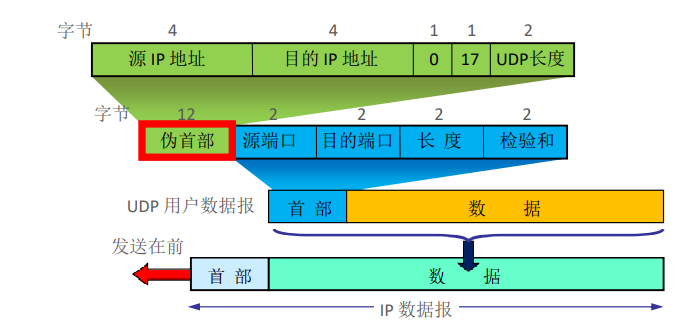 字节 4 4 1 1 2
源 IP 地址 目的 IP 地址 0 17 UDP长度
字节 12 2 2 2 2
伪首部 源端口 目的端口 长 度 检验和
UDP 用户数据报 首 部 数 据
发送在前
首 部 数 据
IP 数据报